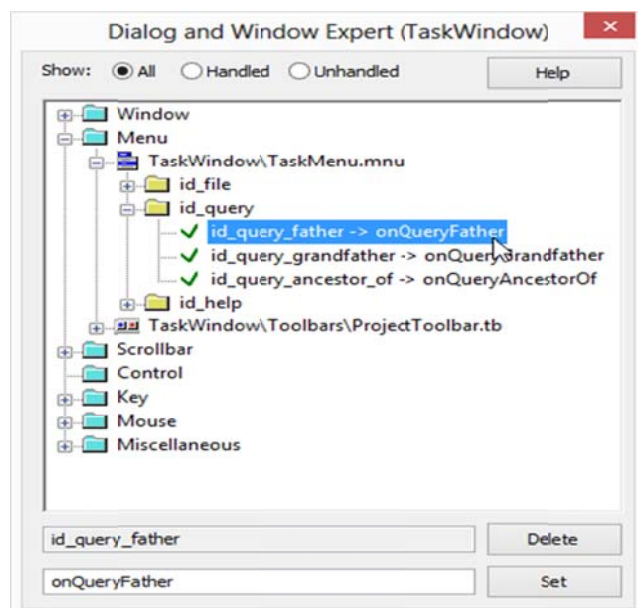 Dialog and Window Expert (TaskWindow)
Show: All Handled Unhandled Help
Window
Menu
TaskWindow\TaskMenu.mnu
id_file
id_query
id_query_father -> onQueryFather
id_query_grandfather -> onQueryGrandfather
id_query_ancestor_of -> onQueryAncestorOf
id_help
TaskWindow\Toolbars\ProjectToolbar.tb
Scrollbar
Control
Key
Mouse
Miscellaneous
id_query_father Delete
onQueryFather Set